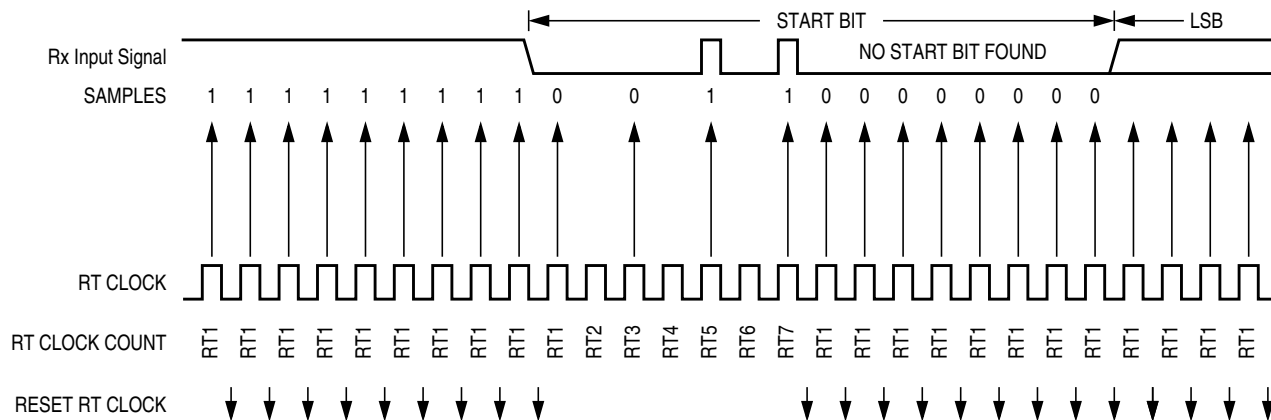 START BIT
LSB
Rx Input Signal
NO START BIT FOUND
SAMPLES 1 1 1 1 1 1 1 1 1 0 0 1 1 0 0 0 0 0 0 0 0
RT CLOCK
RT CLOCK COUNT RT1 RT1 RT1 RT1 RT1 RT1 RT1 RT1 RT1 RT1 RT2 RT3 RT4 RT5 RT6 RT7 RT1 RT1 RT1 RT1 RT1 RT1 RT1 RT1 RT1 RT1 RT1 RT1
RESET RT CLOCK